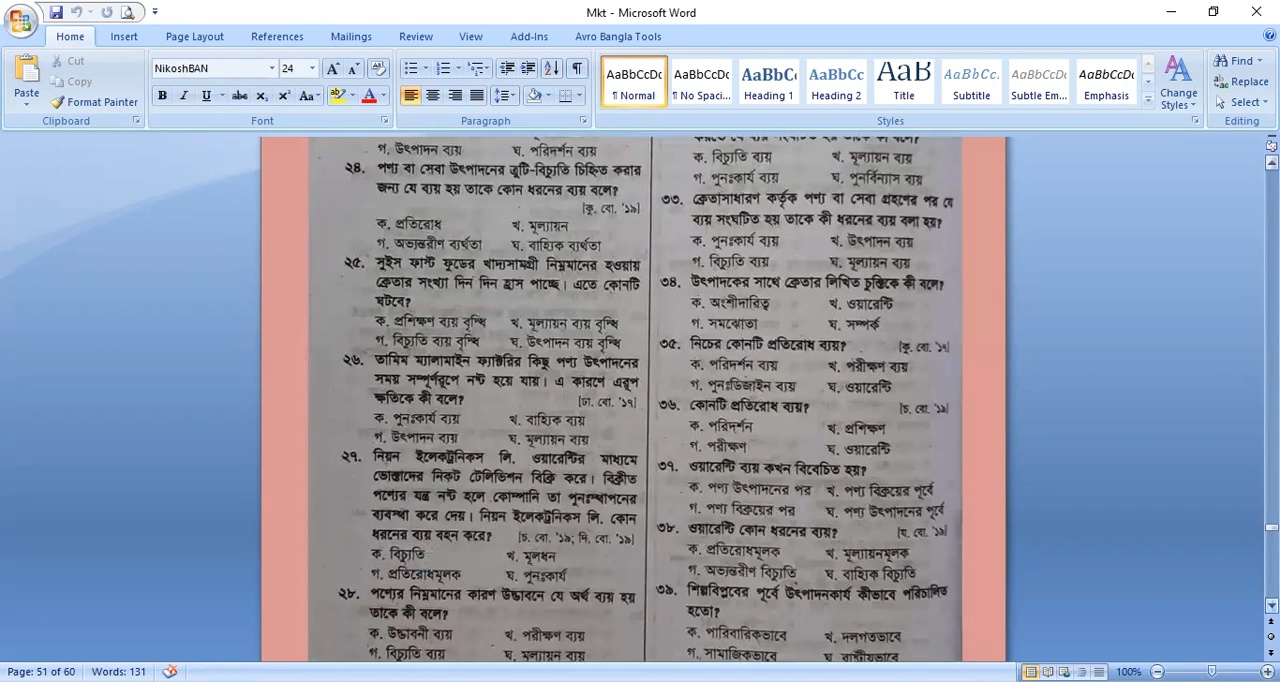 Mkt - Microsoft Word
Home Insert Page Layout References Mailings Review View Add-Ins Avro Bangla Tools
Paste
Cut
Copy
Format Painter
Clipboard
NikoshBAN 24
Font
Paragraph
AaBbCcDc AaBbCcDc AaBbCc AaBbCc AaB AaBbCc. AaBbCcDc AaBbCcDc
¶ Normal ¶ No Spaci... Heading 1 Heading 2 Title Subtitle Subtle Em... Emphasis
Change Styles
Styles
Find
Replace
Select
Editing
গ. উৎপাদন ব্যয় ঘ. পরিদর্শন ব্যয়
২৪. পণ্য বা সেবা উৎপাদনের ত্রুটি-বিচ্যুতি চিহ্নিত করার
জন্য যে ব্যয় হয় তাকে কোন ধরনের ব্যয় বলে?
[কু. বো. '১৯]
ক. প্রতিরোধ খ. মূল্যায়ন
গ. অভ্যন্তরীণ ব্যর্থতা ঘ. বাহ্যিক ব্যর্থতা
২৫. সুইস ফাস্ট ফুডের খাদ্যসামগ্রী নিম্নমানের হওয়ায়
ক্রেতার সংখ্যা দিন দিন হ্রাস পাচ্ছে। এতে কোনটি
ঘটবে?
ক. প্রশিক্ষণ ব্যয় বৃদ্ধি খ. মূল্যায়ন ব্যয় বৃদ্ধি
গ. বিচ্যুতি ব্যয় বৃদ্ধি ঘ. উৎপাদন ব্যয় বৃদ্ধি
২৬. তামিম ম্যালামাইন ফ্যাক্টরির কিছু পণ্য উৎপাদনের
সময় সম্পূর্ণরূপে নষ্ট হয়ে যায়। এ কারণে এরূপ
ক্ষতিকে কী বলে? [ঢা. বো. '১৭]
ক. পুনঃকার্য ব্যয় খ. বাহ্যিক ব্যয়
গ. উৎপাদন ব্যয় ঘ. মূল্যায়ন ব্যয়
২৭. নিয়ন ইলেকট্রনিকস লি. ওয়ারেন্টির মাধ্যমে
ভোক্তাদের নিকট টেলিভিশন বিক্রি করে। বিক্রীত
পণ্যের যন্ত্র নষ্ট হলে কোম্পানি তা পুনঃস্থাপনের
ব্যবস্থা করে দেয়। নিয়ন ইলেকট্রনিকস লি. কোন
ধরনের ব্যয় বহন করে? [চ. বো. '১৯; দি. বো. '১৯]
ক. বিচ্যুতি খ. মূলধন
গ. প্রতিরোধমূলক ঘ. পুনঃকার্য
২৮. পণ্যের নিম্নমানের কারণ উদ্ভাবনে যে অর্থ ব্যয় হয়
তাকে কী বলে?
ক. উদ্ভাবনী ব্যয় খ. পরীক্ষণ ব্যয়
গ. বিচ্যুতি ব্যয় ঘ. মূল্যায়ন ব্যয়
করতে যে ব্যয় সংঘটিত হয় তাকে কী বলে?
ক. বিচ্যুতি ব্যয় খ. মূল্যায়ন ব্যয়
গ. পুনঃকার্য ব্যয় ঘ. পুনর্বিন্যাস ব্যয়
৩৩. ক্রেতাসাধারণ কর্তৃক পণ্য বা সেবা গ্রহণের পর যে
ব্যয় সংঘটিত হয় তাকে কী ধরনের ব্যয় বলা হয়?
ক. পুনঃকার্য ব্যয় খ. উৎপাদন ব্যয়
গ. বিচ্যুতি ব্যয় ঘ. মূল্যায়ন ব্যয়
৩৪. উৎপাদকের সাথে ক্রেতার লিখিত চুক্তিকে কী বলে?
ক. অংশীদারিত্ব খ. ওয়ারেন্টি
গ. সমঝোতা ঘ. সম্পর্ক
৩৫. নিচের কোনটি প্রতিরোধ ব্যয়? [কু. বো. '১৭]
ক. পরিদর্শন ব্যয় খ. পরীক্ষণ ব্যয়
গ. পুনঃডিজাইন ব্যয় ঘ. ওয়ারেন্টি
৩৬. কোনটি প্রতিরোধ ব্যয়? [চ. বো. '১৯]
ক. পরিদর্শন খ. প্রশিক্ষণ
গ. পরীক্ষণ ঘ. ওয়ারেন্টি
৩৭. ওয়ারেন্টি ব্যয় কখন বিবেচিত হয়?
ক. পণ্য উৎপাদনের পর খ. পণ্য বিক্রয়ের পূর্বে
গ. পণ্য বিক্রয়ের পর ঘ. পণ্য উৎপাদনের পূর্বে
৩৮. ওয়ারেন্টি কোন ধরনের ব্যয়? [য. বো. '১৯]
ক. প্রতিরোধমূলক খ. মূল্যায়নমূলক
গ. অভ্যন্তরীণ বিচ্যুতি ঘ. বাহ্যিক বিচ্যুতি
৩৯. শিল্পবিপ্লবের পূর্বে উৎপাদনকার্য কীভাবে পরিচালিত
হতো?
ক. পারিবারিকভাবে খ. দলগতভাবে
গ. সামাজিকভাবে ঘ. রাষ্ট্রীয়ভাবে
Page: 51 of 60 Words: 131 100%